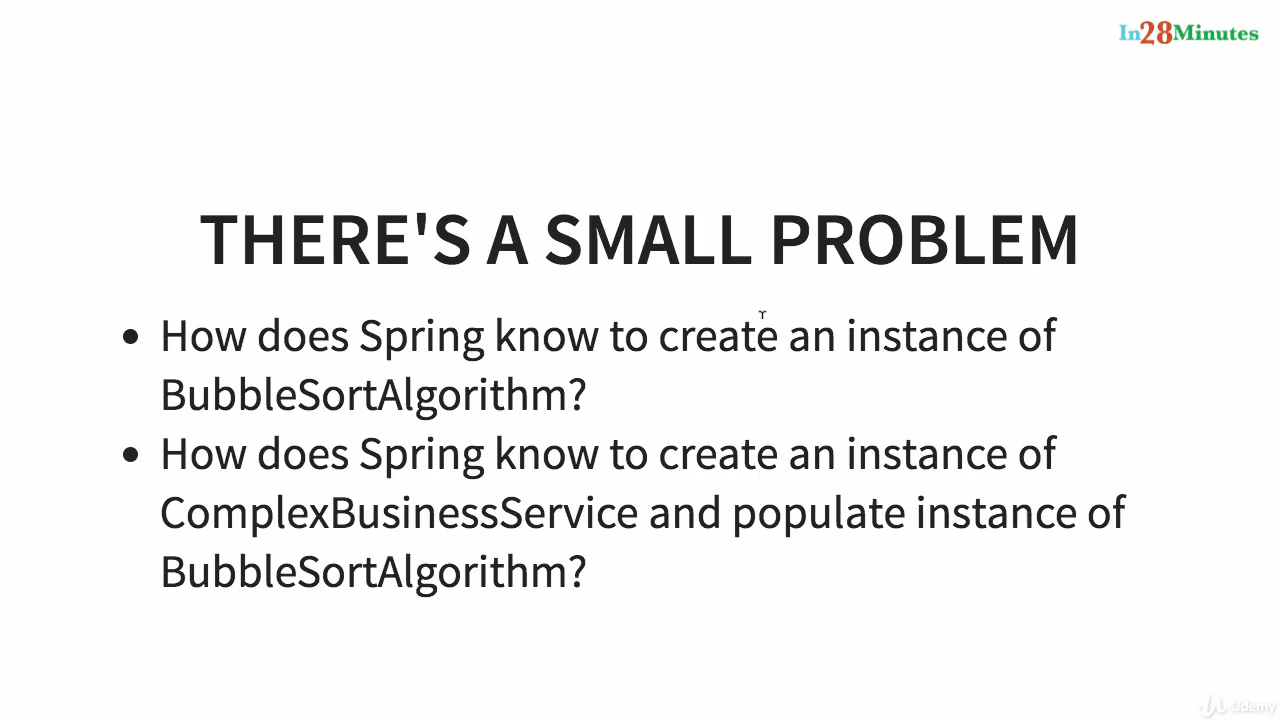 In28Minutes
THERE'S A SMALL PROBLEM
• How does Spring know to create an instance of
BubbleSortAlgorithm?
• How does Spring know to create an instance of
ComplexBusinessService and populate instance of
BubbleSortAlgorithm?
Udemy